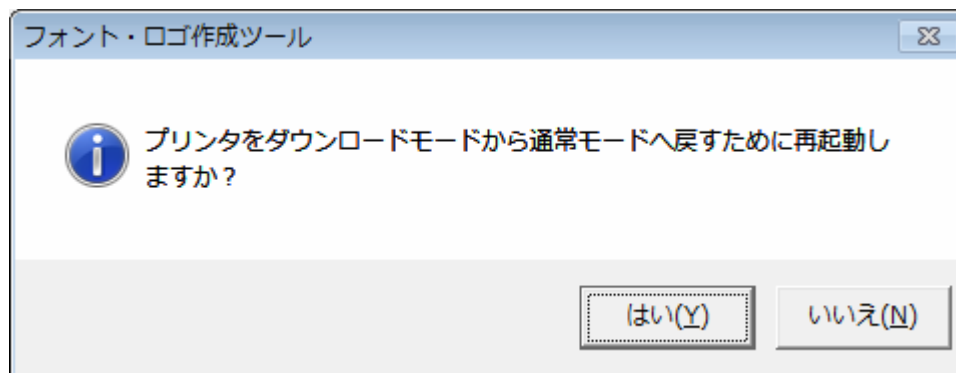 フォント・ロゴ作成ツール
プリンタをダウンロードモードから通常モードへ戻すために再起動し
ますか？
はい(Y)
いいえ(N)